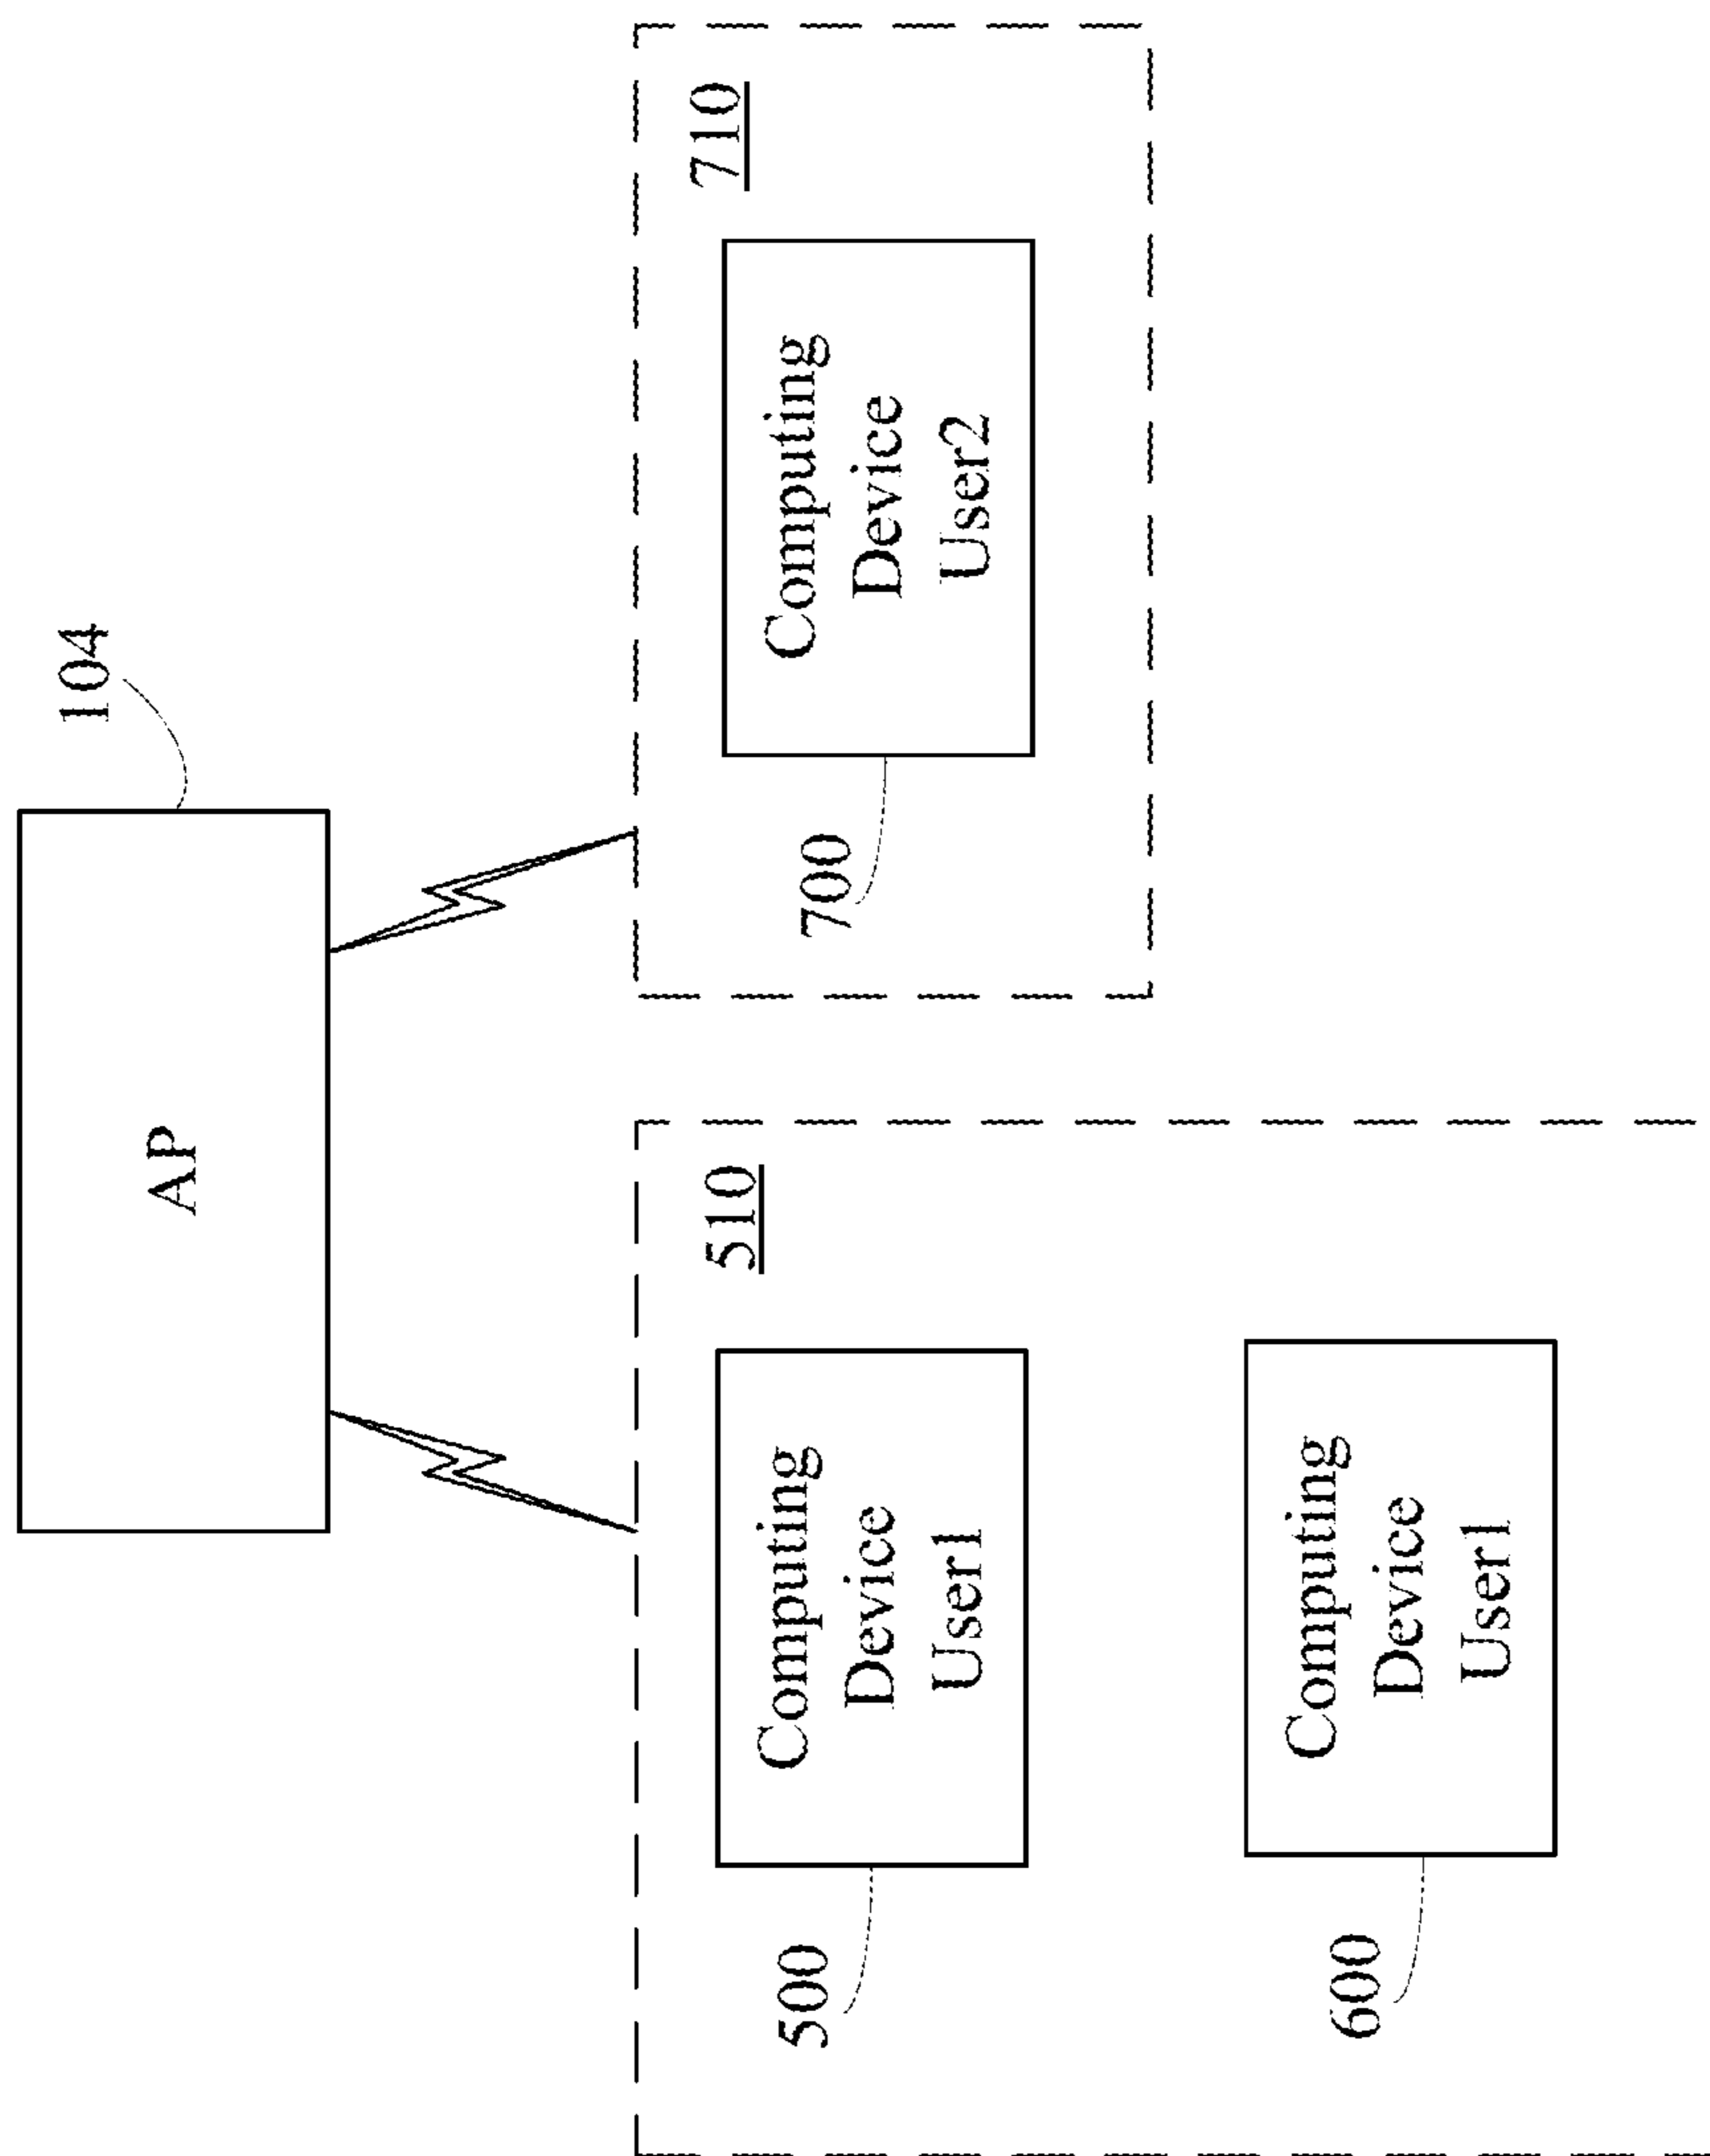 104
AP
510
710
Computing
Device
User1
500
Computing
Device
User2
700
Computing
Device
User1
600